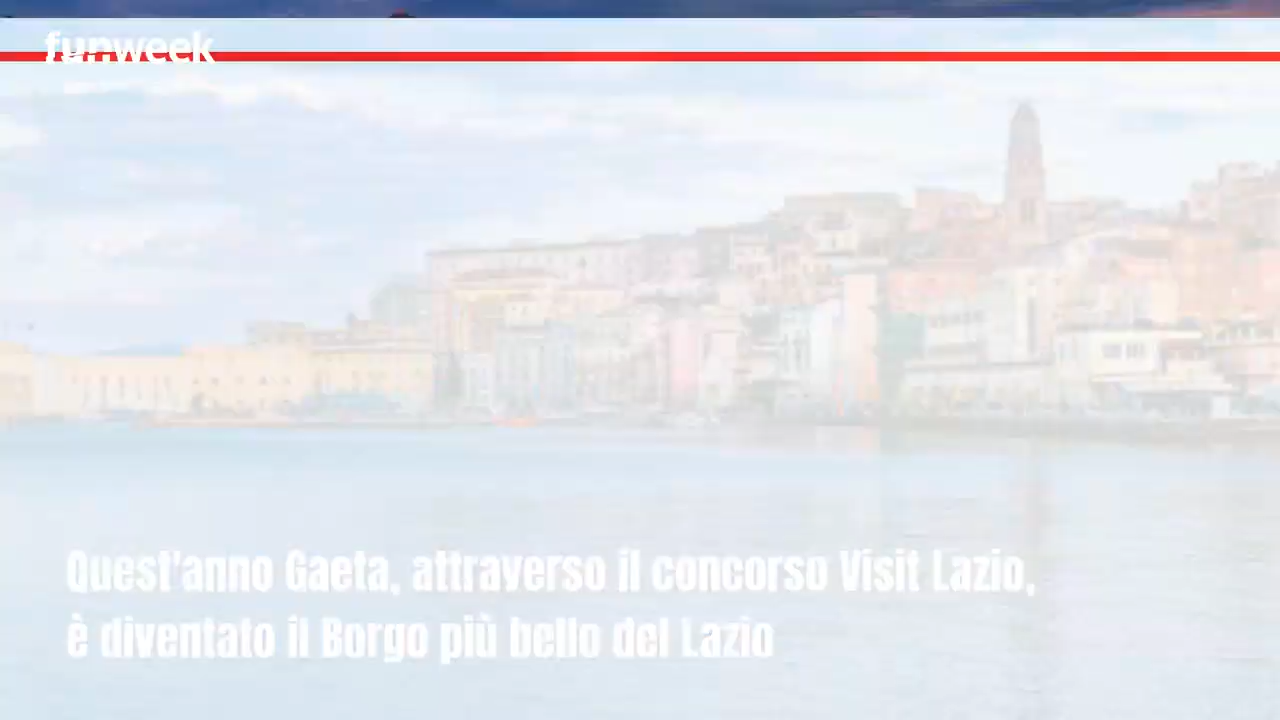 funweek
Quest'anno Gaeta, attraverso il concorso Visit Lazio,
è diventato il Borgo più bello del Lazio